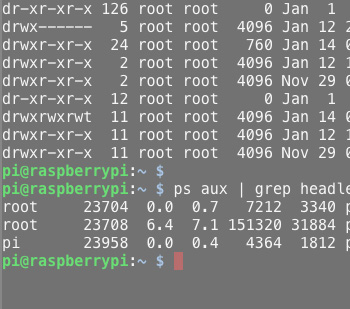 dr-xr-xr-x 126 root root 0 Jan 1
drwx------ 5 root root 4096 Jan 12 2
drwxr-xr-x 24 root root 760 Jan 14 0
drwxr-xr-x 2 root root 4096 Jan 12 1
drwxr-xr-x 2 root root 4096 Nov 29 0
dr-xr-xr-x 12 root root 0 Jan 1
drwxrwxrwt 11 root root 4096 Jan 14 0
drwxr-xr-x 11 root root 4096 Jan 12 1
drwxr-xr-x 11 root root 4096 Nov 29 0
pi@raspberrypi:~ $
pi@raspberrypi:~ $ ps aux | grep headle
root 23704 0.0 0.7 7212 3340 p
root 23708 6.4 7.1 151320 31884 p
pi 23958 0.0 0.4 4364 1812 p
pi@raspberrypi:~ $